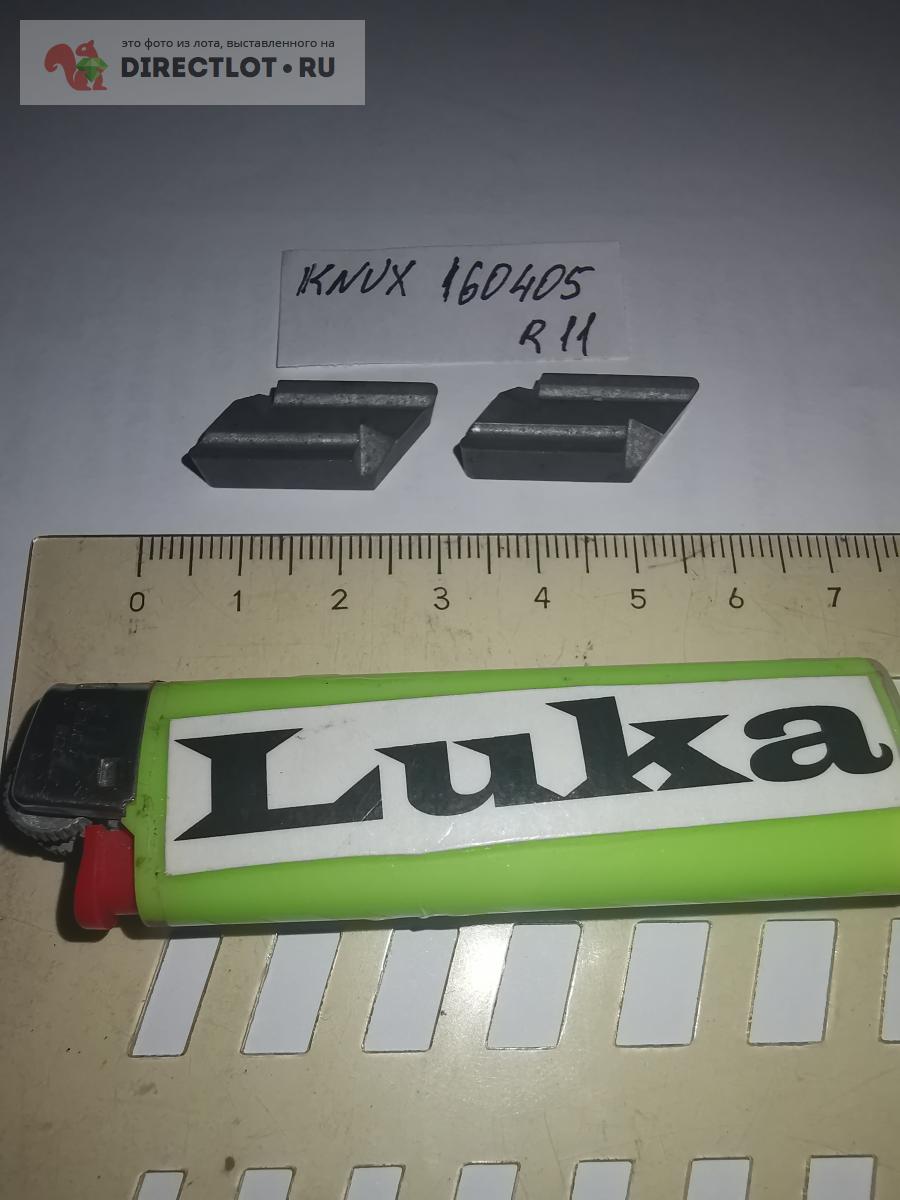 это фото из лота, выставленного на
DIRECTLOT•RU
KNUX 160405
R 11
0 1 2 3 4 5 6 7
Luka